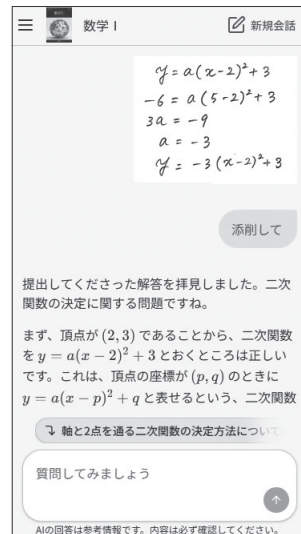 数学 I
新規会話
y = a(x-2)²+3
-6 = a(5-2)²+3
3a = -9
a = -3
y = -3(x-2)²+3
添削して
提出してくださった解答を拝見しました。二次
関数の決定に関する問題ですね。
まず、頂点が (2, 3) であることから、二次関数
を y = a(x − 2)² + 3 とおくところは正しい
です。これは、頂点の座標が (p, q) のときに
y = a(x − p)² + q と表せるという、二次関数
軸と2点を通る二次関数の決定方法につい
質問してみましょう
AIの回答は参考情報です。内容は必ず確認してください。